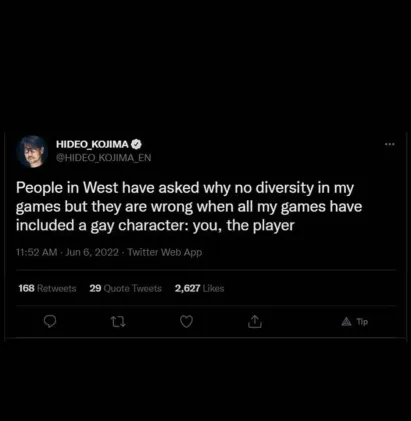 HIDEO_KOJIMA
@HIDEO_KOJIMA_EN
People in West have asked why no diversity in my
games but they are wrong when all my games have
included a gay character: you, the player
11:52 AM · Jun 6, 2022 · Twitter Web App
168 Retweets 29 Quote Tweets 2,627 Likes
Tip